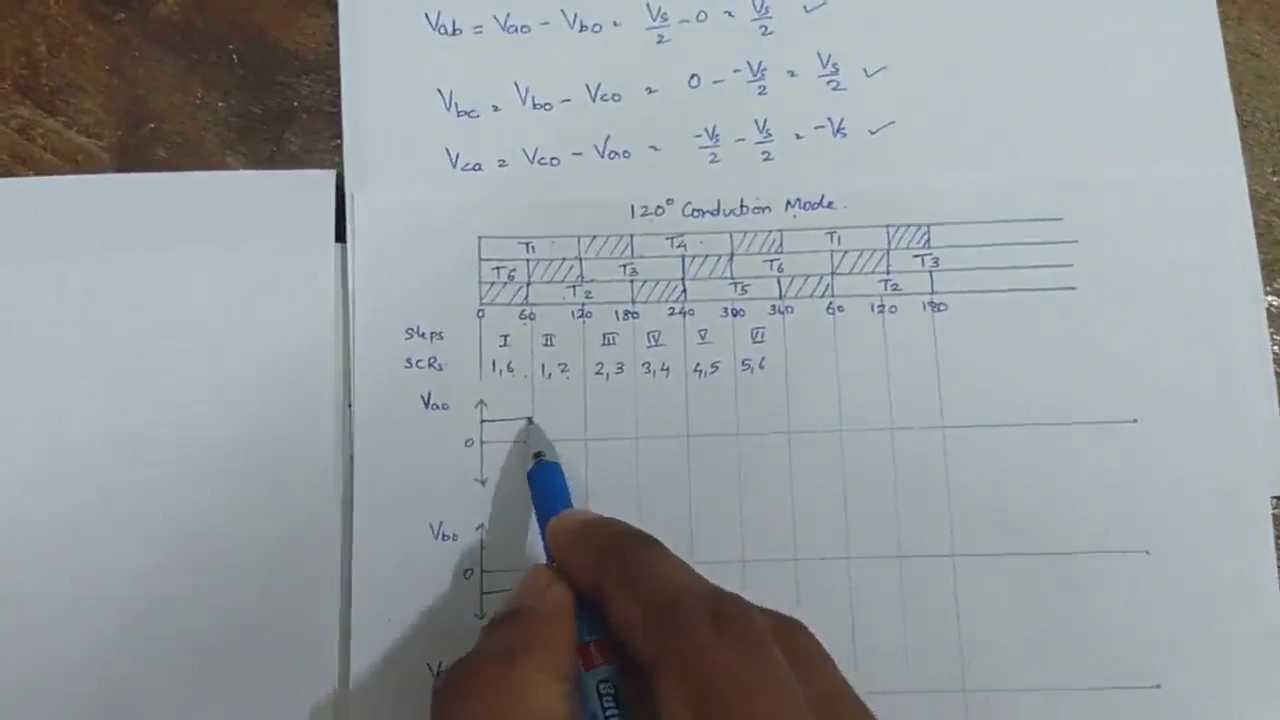 Vab = Vao - Vbo = Vs/2 - 0 = Vs/2 ✓
Vbc = Vbo - Vco = 0 - -Vs/2 = Vs/2 ✓
Vca = Vco - Vao = -Vs/2 - Vs/2 = -Vs ✓
120° Conduction Mode.
T1 T4 T1
T6 T3 T6 T3
T2 T5 T2
0 60 120 180 240 300 360 60 120 180
Steps I II III IV V VI
SCRs 1,6 1,2 2,3 3,4 4,5 5,6
Vao
0
Vbo
0